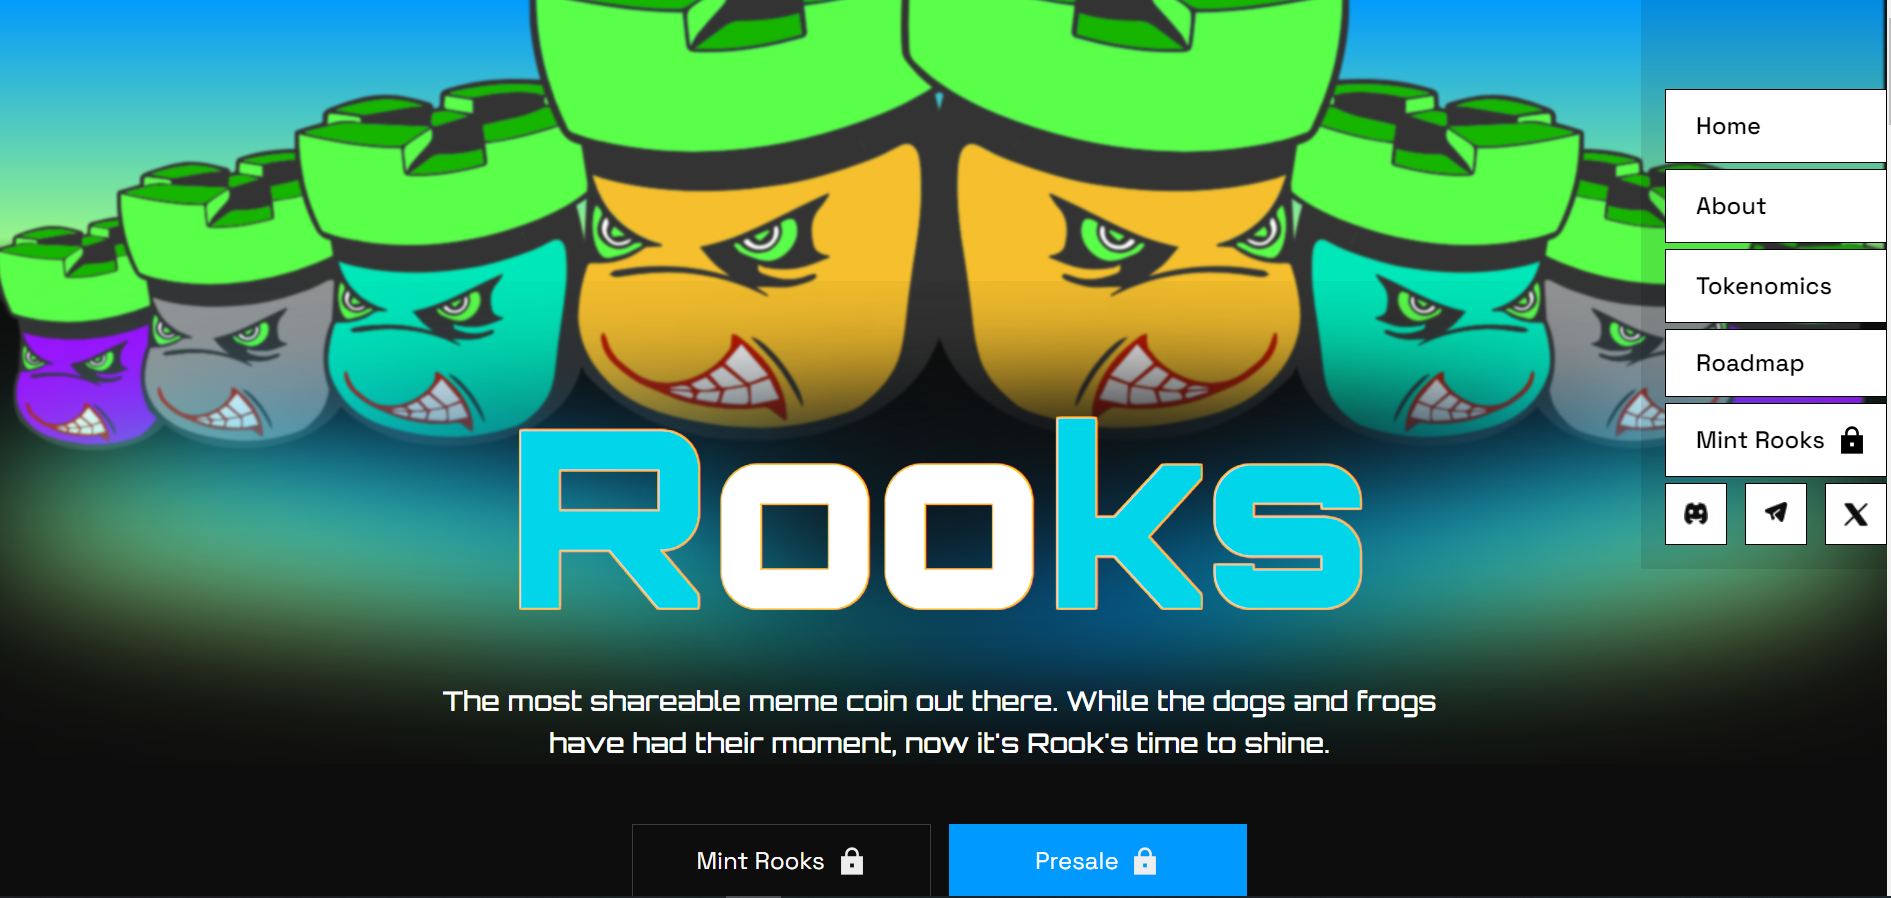 Home
About
Tokenomics
Roadmap
Mint Rooks
Rooks
The most shareable meme coin out there. While the dogs and frogs
have had their moment, now it's Rook's time to shine.
Mint Rooks
Presale